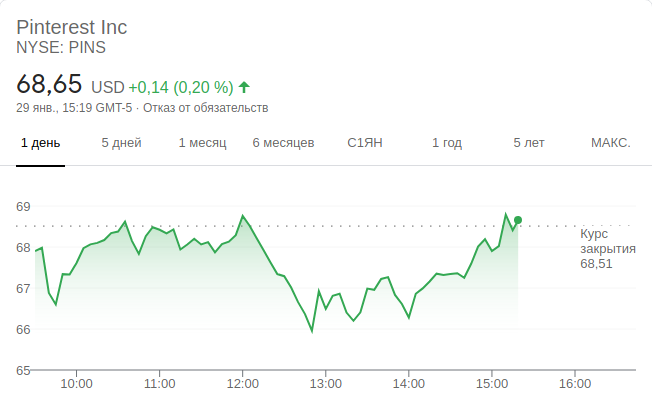 Pinterest Inc
NYSE: PINS
68,65 USD +0,14 (0,20 %)
29 янв., 15:19 GMT-5 · Отказ от обязательств
1 день 5 дней 1 месяц 6 месяцев С1ЯН 1 год 5 лет МАКС.
69
68
67
66
65
Курс
закрытия
68,51
10:00 11:00 12:00 13:00 14:00 15:00 16:00